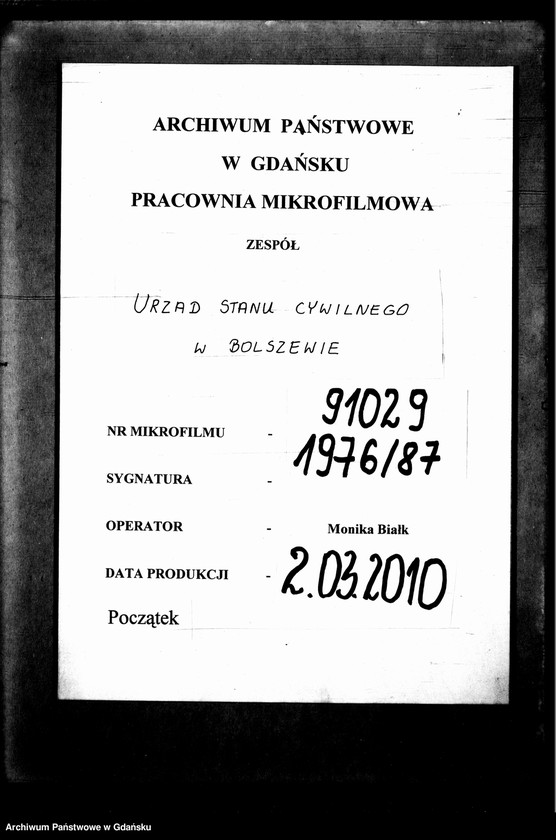 ARCHIWUM PAŃSTWOWE
W GDAŃSKU
PRACOWNIA MIKROFILMOWA
ZESPÓŁ
URZĄD STANU CYWILNEGO
W BOLSZEWIE
NR MIKROFILMU - 91029
SYGNATURA - 1976/87
OPERATOR - Monika Białk
DATA PRODUKCJI - 2.03.2010
Początek
Archiwum Państwowe w Gdańsku